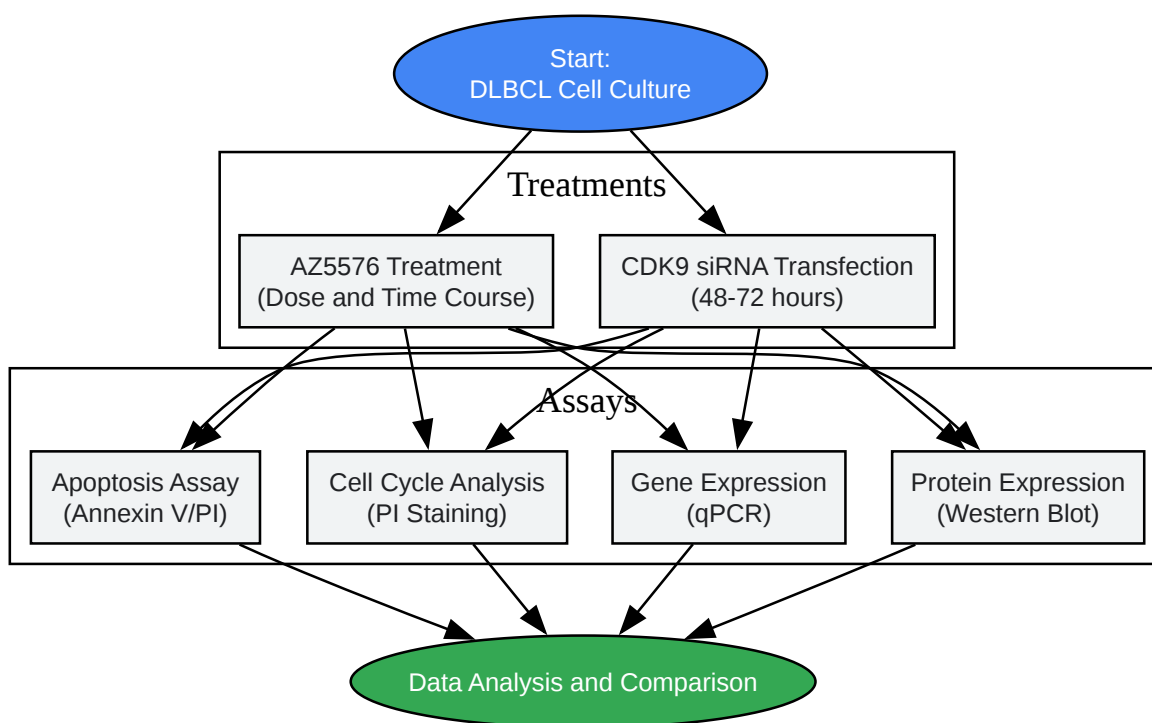 Start:
DLBCL Cell Culture
Treatments
AZ5576 Treatment
(Dose and Time Course)
CDK9 siRNA Transfection
(48-72 hours)
Assays
Apoptosis Assay
(Annexin V/PI)
Cell Cycle Analysis
(PI Staining)
Gene Expression
(qPCR)
Protein Expression
(Western Blot)
Data Analysis and Comparison